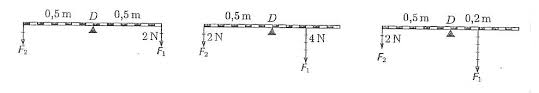 0,5 m D 0,5 m
F₂ 2 N F₁
0,5 m D
2 N 4 N
F₂ F₁
0,5 m D 0,2 m
2 N
F₂ F₁